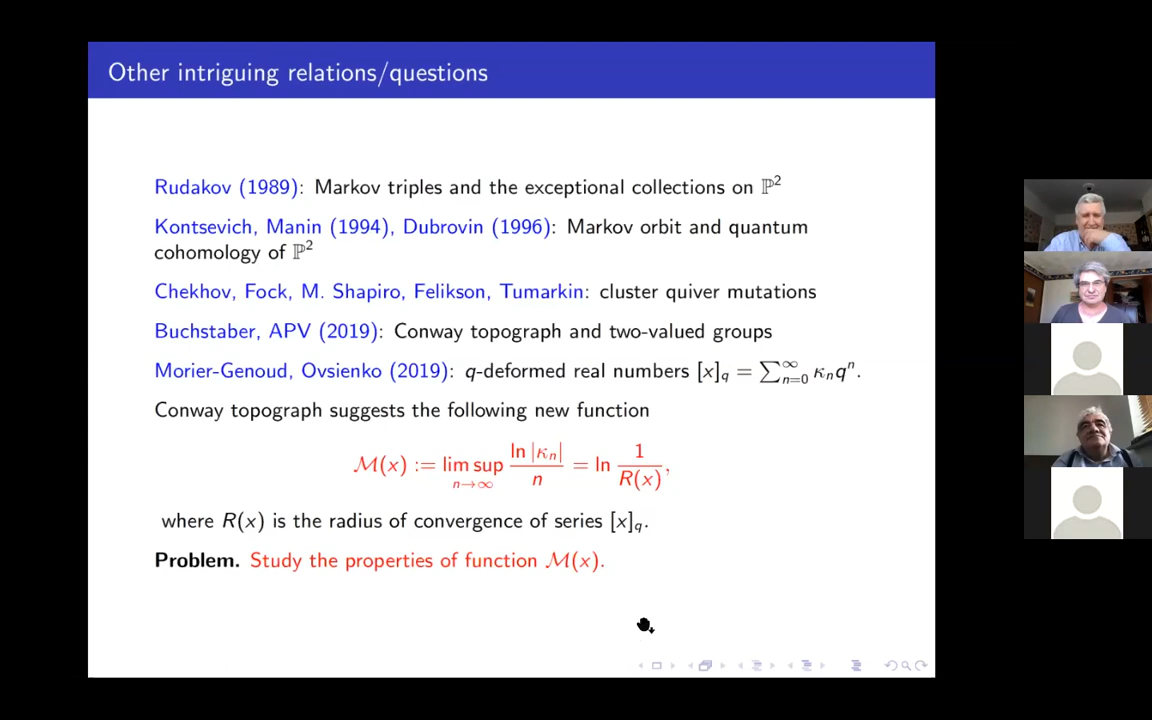 Other intriguing relations/questions
Rudakov (1989): Markov triples and the exceptional collections on ℙ²
Kontsevich, Manin (1994), Dubrovin (1996): Markov orbit and quantum
cohomology of ℙ²
Chekhov, Fock, M. Shapiro, Felikson, Tumarkin: cluster quiver mutations
Buchstaber, APV (2019): Conway topograph and two-valued groups
Morier-Genoud, Ovsienko (2019): q-deformed real numbers [x]_q = ∑_{n=0}^{∞} κ_n q^n.
Conway topograph suggests the following new function
ℳ(x) := lim sup_{n→∞} ln|κ_n| / n = ln 1/R(x),
where R(x) is the radius of convergence of series [x]_q.
Problem. Study the properties of function ℳ(x).